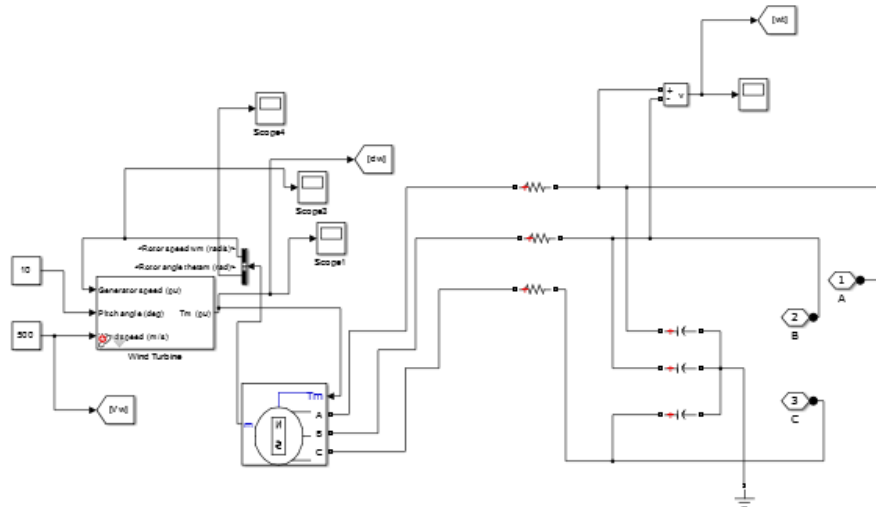 [wt]
+
-
v
Scope4
[dw]
Scope3
<Rotor speed wm (rad/s)>
Scope1
<Rotor angle thetam (rad)>
10
Generator speed (pu)
1
A
Pitch angle (deg)
Tm (pu)
2
B
500
Wind speed (m/s)
Wind Turbine
[Vw]
Tm
A
m
N
S
B
C
3
C